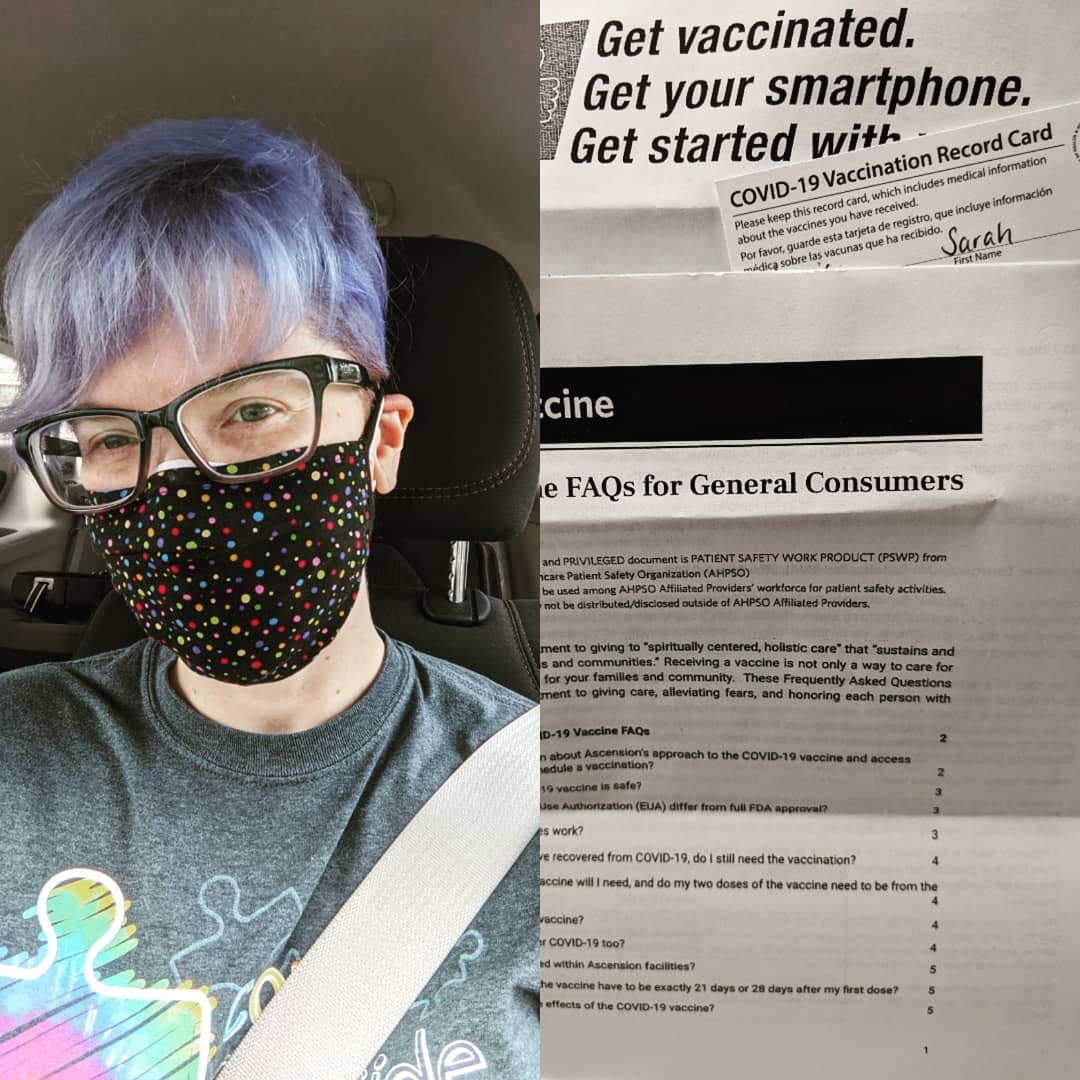 Get vaccinated.
Get your smartphone.
Get started with
COVID-19 Vaccination Record Card
Please keep this record card, which includes medical information
about the vaccines you have received.
Por favor, guarde esta tarjeta de registro, que incluye información
médica sobre las vacunas que ha recibido.
Sarah
First Name
ccine
e FAQs for General Consumers
and PRIVILEGED document is PATIENT SAFETY WORK PRODUCT (PSWP) from
hcare Patient Safety Organization (AHPSO)
be used among AHPSO Affiliated Providers' workforce for patient safety activities.
not be distributed/disclosed outside of AHPSO Affiliated Providers.
ment to giving to "spiritually centered, holistic care" that "sustains and
s and communities." Receiving a vaccine is not only a way to care for
for your families and community. These Frequently Asked Questions
ment to giving care, alleviating fears, and honoring each person with
ID-19 Vaccine FAQs 2
n about Ascension's approach to the COVID-19 vaccine and access
edule a vaccination? 2
19 vaccine is safe? 3
Use Authorization (EUA) differ from full FDA approval? 3
es work? 3
ve recovered from COVID-19, do I still need the vaccination? 4
accine will I need, and do my two doses of the vaccine need to be from the
4
vaccine? 4
r COVID-19 too? 4
ed within Ascension facilities? 5
he vaccine have to be exactly 21 days or 28 days after my first dose? 5
effects of the COVID-19 vaccine? 5
1